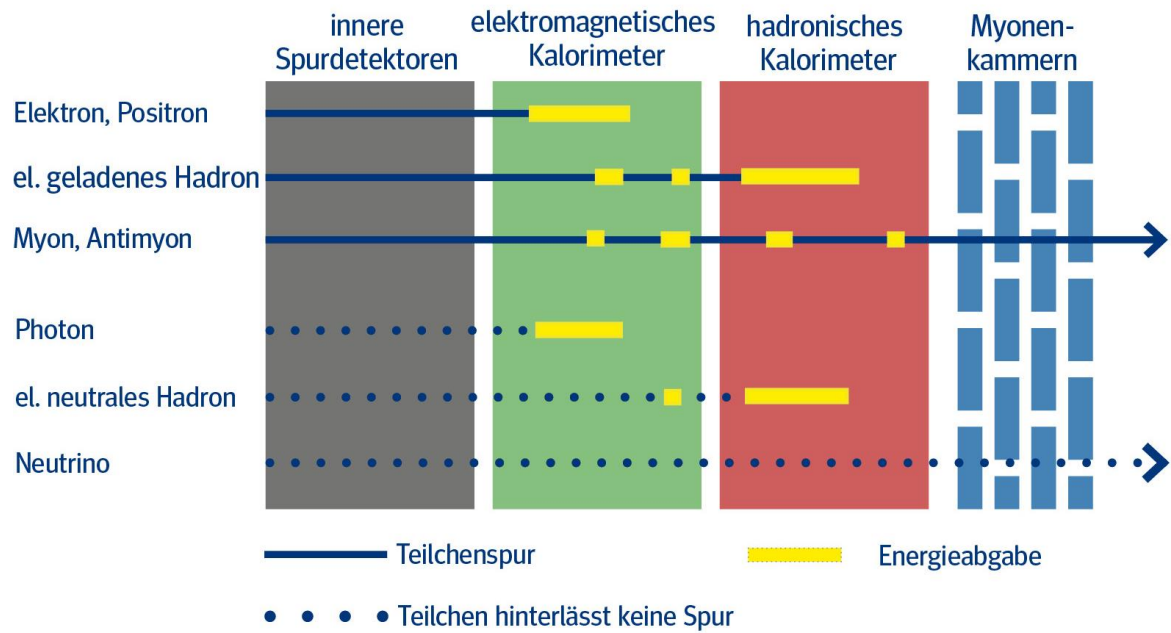 innere
Spurdetektoren
elektromagnetisches
Kalorimeter
hadronisches
Kalorimeter
Myonen-
kammern
Elektron, Positron
el. geladenes Hadron
Myon, Antimyon
Photon
el. neutrales Hadron
Neutrino
Teilchenspur
Energieabgabe
Teilchen hinterlässt keine Spur